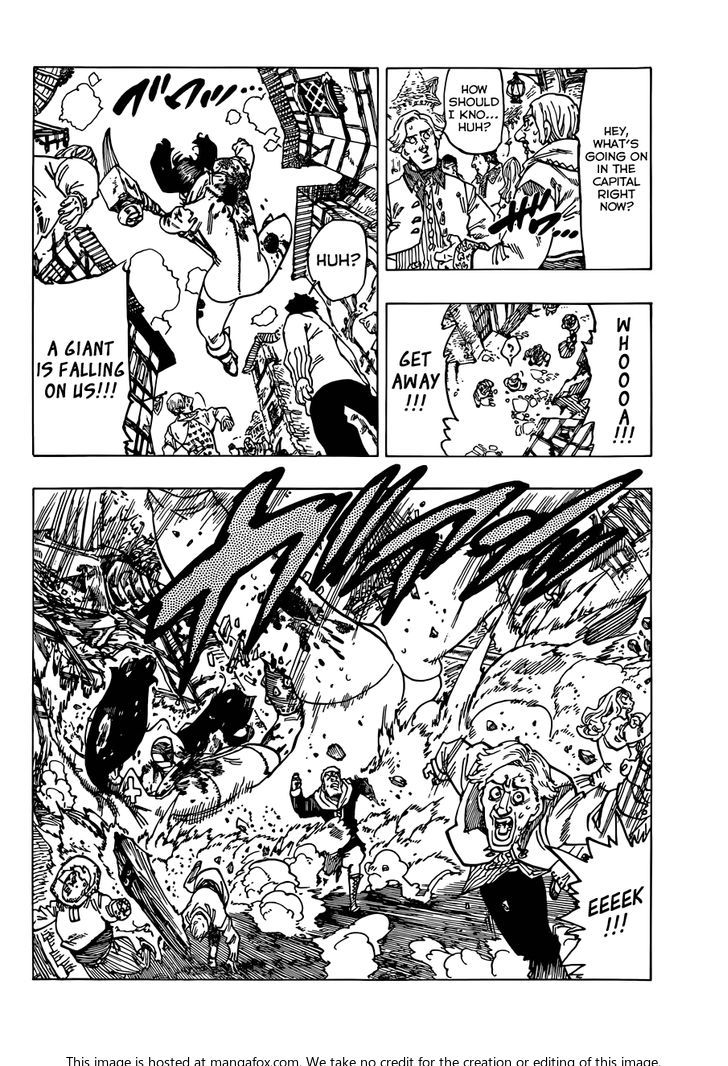 HEY,
WHAT'S
GOING ON
IN THE
CAPITAL
RIGHT
NOW?
HOW
SHOULD
I KNO...
HUH?
HUH?
A GIANT
IS FALLING
ON US!!!
WHOOA!!!
GET
AWAY
!!!
EEEEK
!!!
This image is hosted at mangafox.com. We take no credit for the creation or editing of this image.